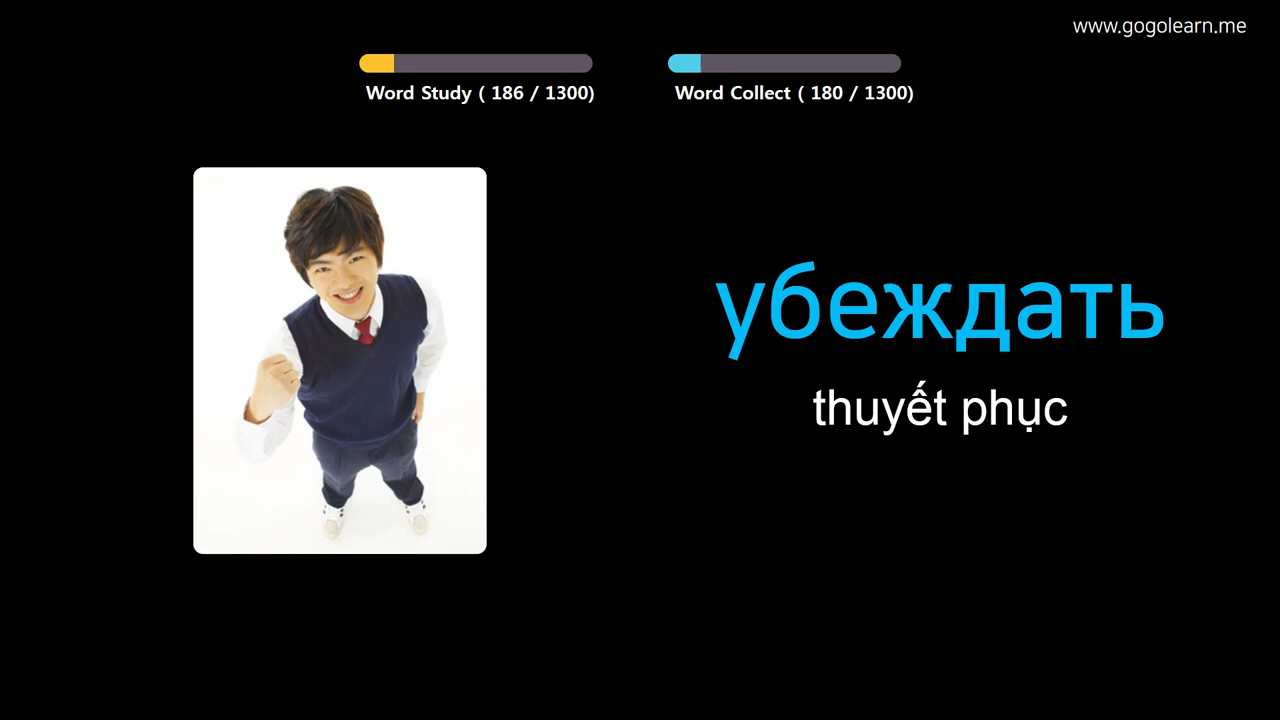 www.gogolearn.me
Word Study ( 186 / 1300)
Word Collect ( 180 / 1300)
убеждать
thuyết phục